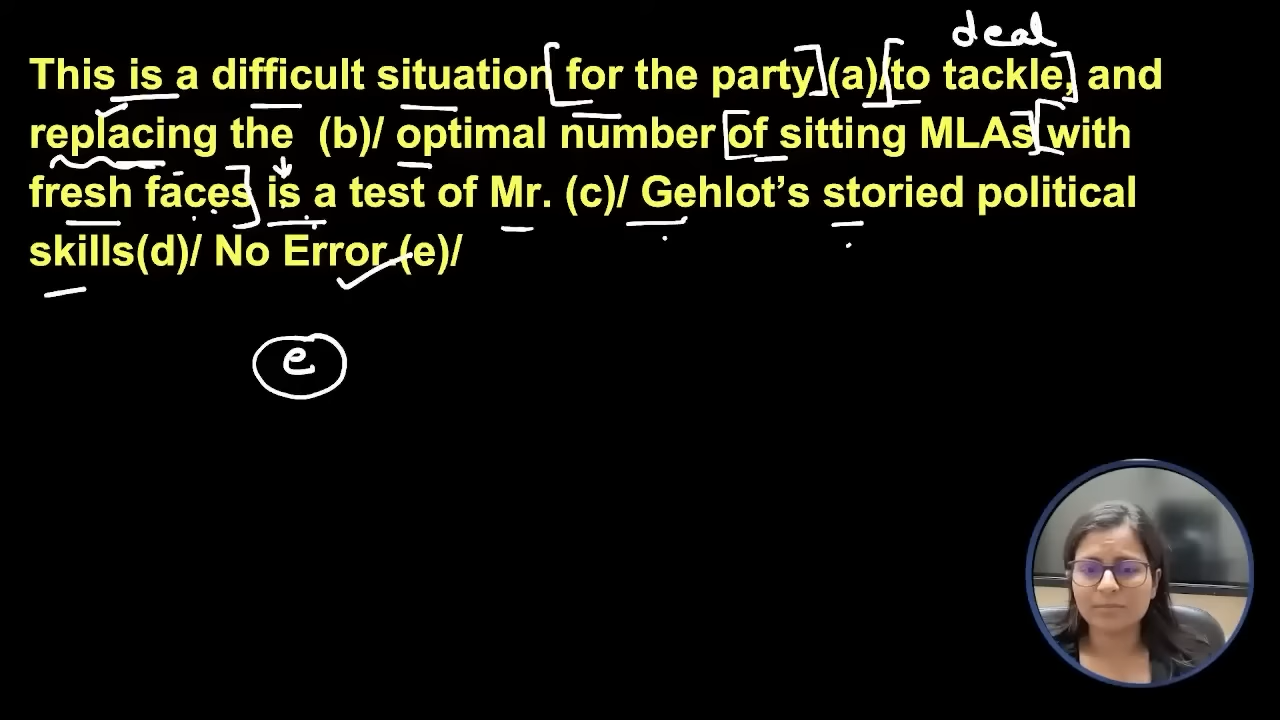 deal
This is a difficult situation for the party (a)/to tackle, and
replacing the (b)/ optimal number of sitting MLAs with
fresh faces is a test of Mr. (c)/ Gehlot’s storied political
skills(d)/ No Error (e)/
e